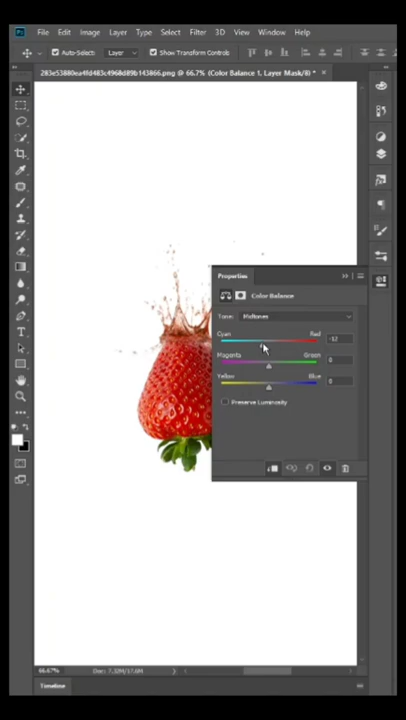 Ps File Edit Image Layer Type Select Filter 3D View Window Help
Auto-Select: Layer Show Transform Controls
283e53880ea4fd483c4968d89b143866.png @ 66.7% (Color Balance 1, Layer Mask/8) *
Properties
Color Balance
Tone: Midtones
Cyan Red -12
Magenta Green 0
Yellow Blue 0
Preserve Luminosity
66.67% Doc: 7.32M/17.6M
Timeline